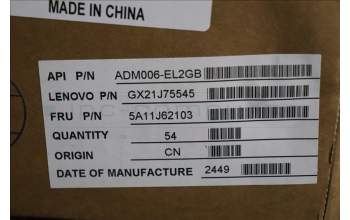 MADE IN CHINA
API P/N ADM006-EL2GB
LENOVO P/N GX21J75545
FRU P/N 5A11J62103
QUANTITY 54
ORIGIN CN
DATE OF MANUFACTURE 2449